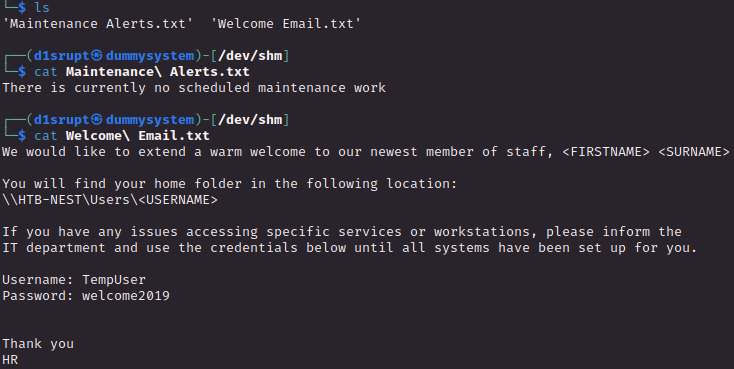 └─$ ls
'Maintenance Alerts.txt'  'Welcome Email.txt'
┌──(d1srupt㉿dummysystem)-[/dev/shm]
└─$ cat Maintenance\ Alerts.txt
There is currently no scheduled maintenance work
┌──(d1srupt㉿dummysystem)-[/dev/shm]
└─$ cat Welcome\ Email.txt
We would like to extend a warm welcome to our newest member of staff, <FIRSTNAME> <SURNAME>
You will find your home folder in the following location:
\\HTB-NEST\Users\<USERNAME>
If you have any issues accessing specific services or workstations, please inform the
IT department and use the credentials below until all systems have been set up for you.
Username: TempUser
Password: welcome2019
Thank you
HR